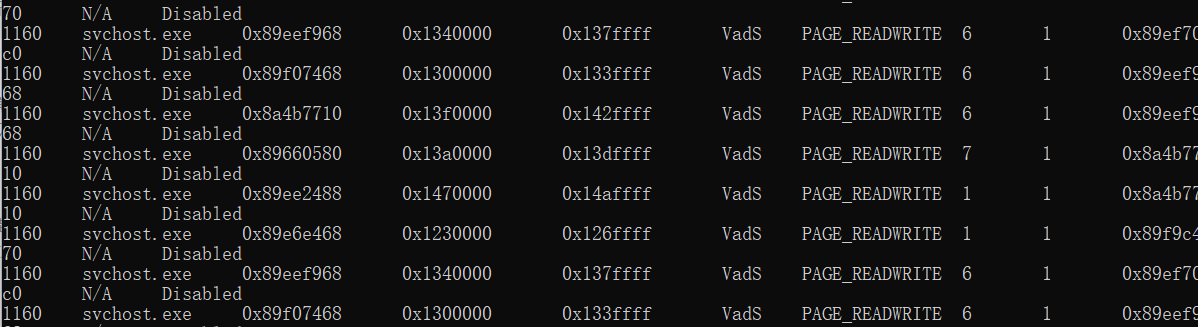 70 N/A Disabled
1160 svchost.exe 0x89eef968 0x1340000 0x137ffff VadS PAGE_READWRITE 6 1 0x89ef70
c0 N/A Disabled
1160 svchost.exe 0x89f07468 0x1300000 0x133ffff VadS PAGE_READWRITE 6 1 0x89eef9
68 N/A Disabled
1160 svchost.exe 0x8a4b7710 0x13f0000 0x142ffff VadS PAGE_READWRITE 6 1 0x89eef9
68 N/A Disabled
1160 svchost.exe 0x89660580 0x13a0000 0x13dffff VadS PAGE_READWRITE 7 1 0x8a4b77
10 N/A Disabled
1160 svchost.exe 0x89ee2488 0x1470000 0x14affff VadS PAGE_READWRITE 1 1 0x8a4b77
10 N/A Disabled
1160 svchost.exe 0x89e6e468 0x1230000 0x126ffff VadS PAGE_READWRITE 1 1 0x89f9c4
70 N/A Disabled
1160 svchost.exe 0x89eef968 0x1340000 0x137ffff VadS PAGE_READWRITE 6 1 0x89ef70
c0 N/A Disabled
1160 svchost.exe 0x89f07468 0x1300000 0x133ffff VadS PAGE_READWRITE 6 1 0x89eef9